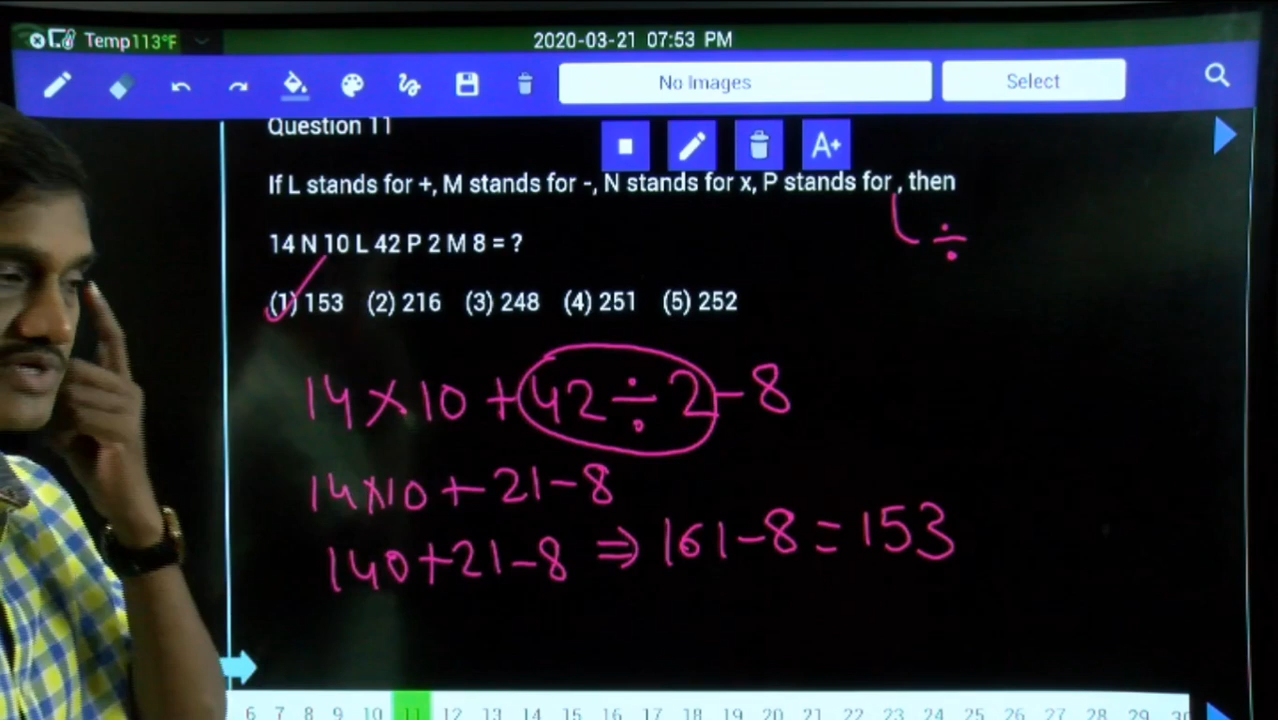 Temp113°F
2020-03-21 07:53 PM
No Images
Select
Question 11
A+
If L stands for +, M stands for -, N stands for x, P stands for , then
÷
14 N 10 L 42 P 2 M 8 = ?
(1) 153 (2) 216 (3) 248 (4) 251 (5) 252
14×10+42÷2-8
14×10+21-8
140+21-8 ⇒ 161-8=153
6 7 8 9 10 11 12 13 14 15 16 17 18 19 20 21 22 23 24 25 26 27 28 29 30